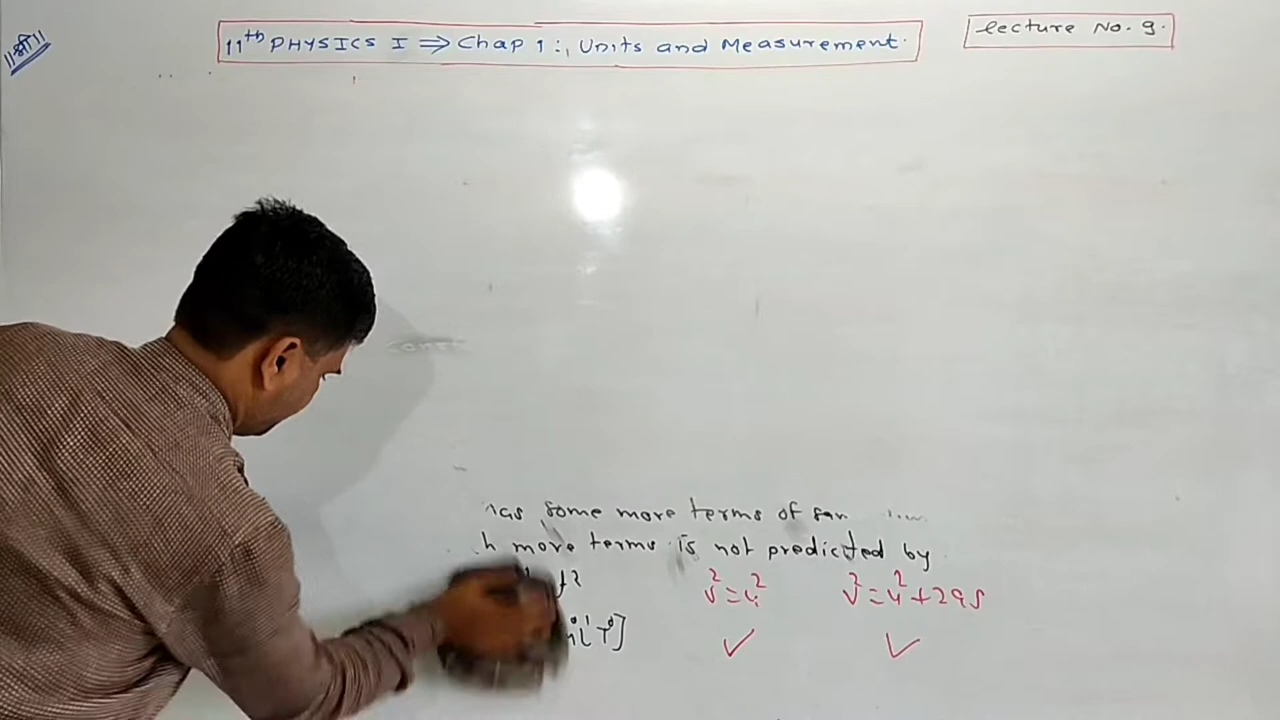 ॥श्री॥
11th PHYSICS I ⇒ Chap 1:, Units and Measurement.
Lecture No. 9.
const
has some more terms of
more terms is not predicted by
v² = u²
v² = u² + 2as
✓
✓